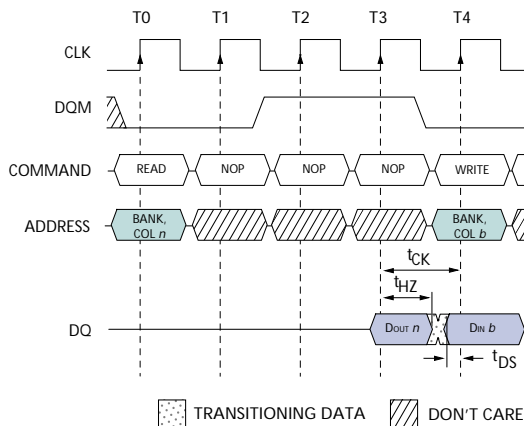 T0 T1 T2 T3 T4
CLK
DQM
COMMAND READ NOP NOP NOP WRITE
ADDRESS BANK, COL n BANK, COL b
tCK
tHZ
DQ DOUT n DIN b
tDS
TRANSITIONING DATA DON'T CARE